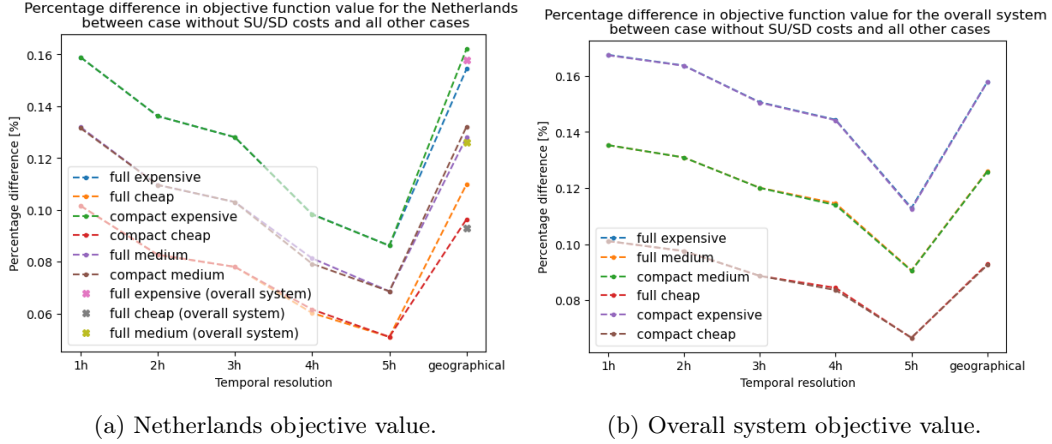 Percentage difference in objective function value for the Netherlands
between case without SU/SD costs and all other cases
Percentage difference [%]
0.16
0.14
0.12
0.10
0.08
0.06
full expensive
full cheap
compact expensive
compact cheap
full medium
compact medium
full expensive (overall system)
full cheap (overall system)
full medium (overall system)
1h
2h
3h
4h
5h
geographical
Temporal resolution
(a) Netherlands objective value.
Percentage difference in objective function value for the overall system
between case without SU/SD costs and all other cases
Percentage difference [%]
0.16
0.14
0.12
0.10
0.08
full expensive
full medium
compact medium
full cheap
compact expensive
compact cheap
1h
2h
3h
4h
5h
geographical
Temporal resolution
(b) Overall system objective value.